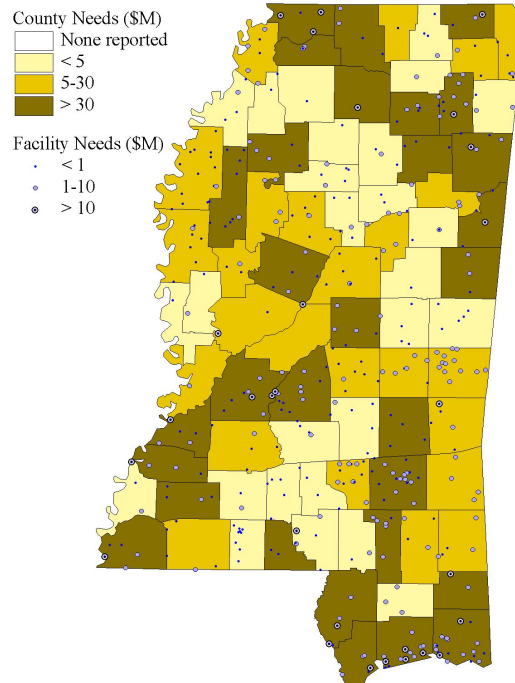 County Needs ($M)
None reported
< 5
5-30
> 30
Facility Needs ($M)
< 1
1-10
> 10